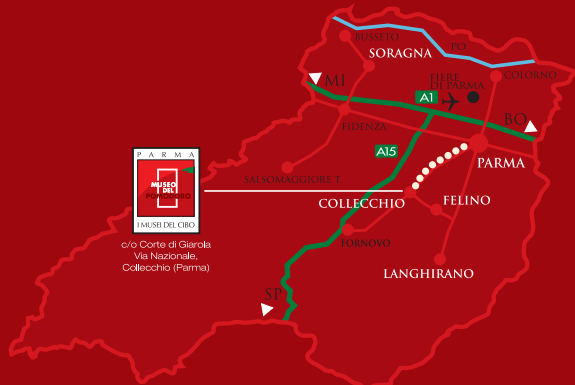 BUSSETO
PO
SORAGNA
FIERE
DI PARMA
COLORNO
MI
A1
BO
FIDENZA
A15
PARMA
PARMA
MUSEO
DEL
POMODORO
I MUSEI DEL CIBO
SALSOMAGGIORE T.
COLLECCHIO
FELINO
c/o Corte di Giarola
Via Nazionale,
Collecchio (Parma)
FORNOVO
LANGHIRANO
SP